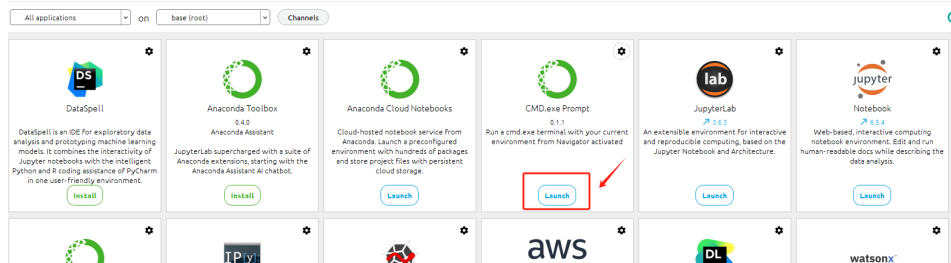 All applications on base (root) Channels
DS
DataSpell
DataSpell is an IDE for exploratory data
analysis and prototyping machine learning
models. It combines the interactivity of
Jupyter notebooks with the intelligent
Python and R coding assistance of PyCharm
in one user-friendly environment.
Install
Anaconda Toolbox
0.4.0
Anaconda Assistant
JupyterLab supercharged with a suite of
Anaconda extensions, starting with the
Anaconda Assistant AI chatbot.
Install
Anaconda Cloud Notebooks
Cloud-hosted notebook service from
Anaconda. Launch a preconfigured
environment with hundreds of packages
and store project files with persistent
cloud storage.
Launch
CMD.exe Prompt
0.1.1
Run a cmd.exe terminal with your current
environment from Navigator activated
Launch
lab
JupyterLab
3.6.3
An extensible environment for interactive
and reproducible computing, based on the
Jupyter Notebook and Architecture.
Launch
jupyter
Notebook
6.5.4
Web-based, interactive computing
notebook environment. Edit and run
human-readable docs while describing the
data analysis.
Launch
IP[y]:
aws
DL
watsonx